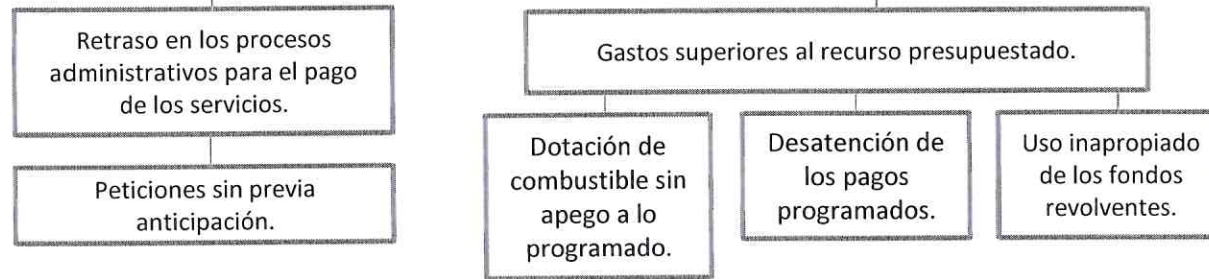 Retraso en los procesos
administrativos para el pago
de los servicios.
Peticiones sin previa
anticipación.
Gastos superiores al recurso presupuestado.
Dotación de
combustible sin
apego a lo
programado.
Desatención de
los pagos
programados.
Uso inapropiado
de los fondos
revolventes.